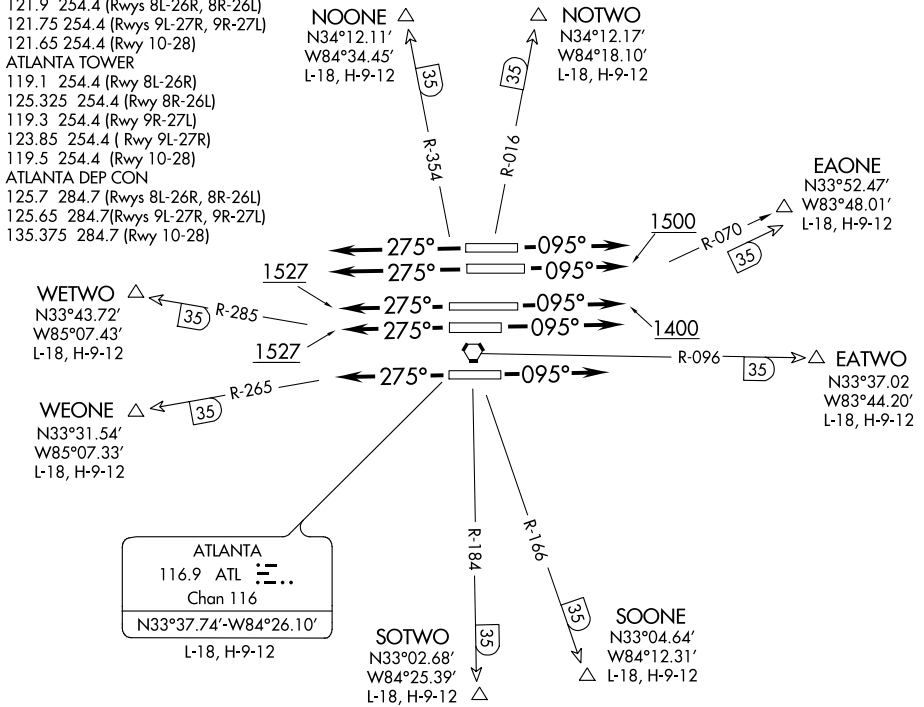 121.9 254.4 (Rwys 8L-26R, 8R-26L)
121.75 254.4 (Rwys 9L-27R, 9R-27L)
121.65 254.4 (Rwy 10-28)
ATLANTA TOWER
119.1 254.4 (Rwy 8L-26R)
125.325 254.4 (Rwy 8R-26L)
119.3 254.4 (Rwy 9R-27L)
123.85 254.4 ( Rwy 9L-27R)
119.5 254.4 (Rwy 10-28)
ATLANTA DEP CON
125.7 284.7 (Rwys 8L-26R, 8R-26L)
125.65 284.7(Rwys 9L-27R, 9R-27L)
135.375 284.7 (Rwy 10-28)
NOONE
N34°12.11'
W84°34.45'
L-18, H-9-12
35
R-354
NOTWO
N34°12.17'
W84°18.10'
L-18, H-9-12
35
R-016
EAONE
N33°52.47'
W83°48.01'
L-18, H-9-12
R-070
35
1500
275° 095°
275° 095°
1527
275° 095°
275° 095°
1527
1400
275° 095°
WETWO
N33°43.72'
W85°07.43'
L-18, H-9-12
35
R-285
WEONE
N33°31.54'
W85°07.33'
L-18, H-9-12
35
R-265
R-096
35
EATWO
N33°37.02
W83°44.20'
L-18, H-9-12
ATLANTA
116.9 ATL
Chan 116
N33°37.74'-W84°26.10'
L-18, H-9-12
R-184
35
SOTWO
N33°02.68'
W84°25.39'
L-18, H-9-12
R-166
35
SOONE
N33°04.64'
W84°12.31'
L-18, H-9-12